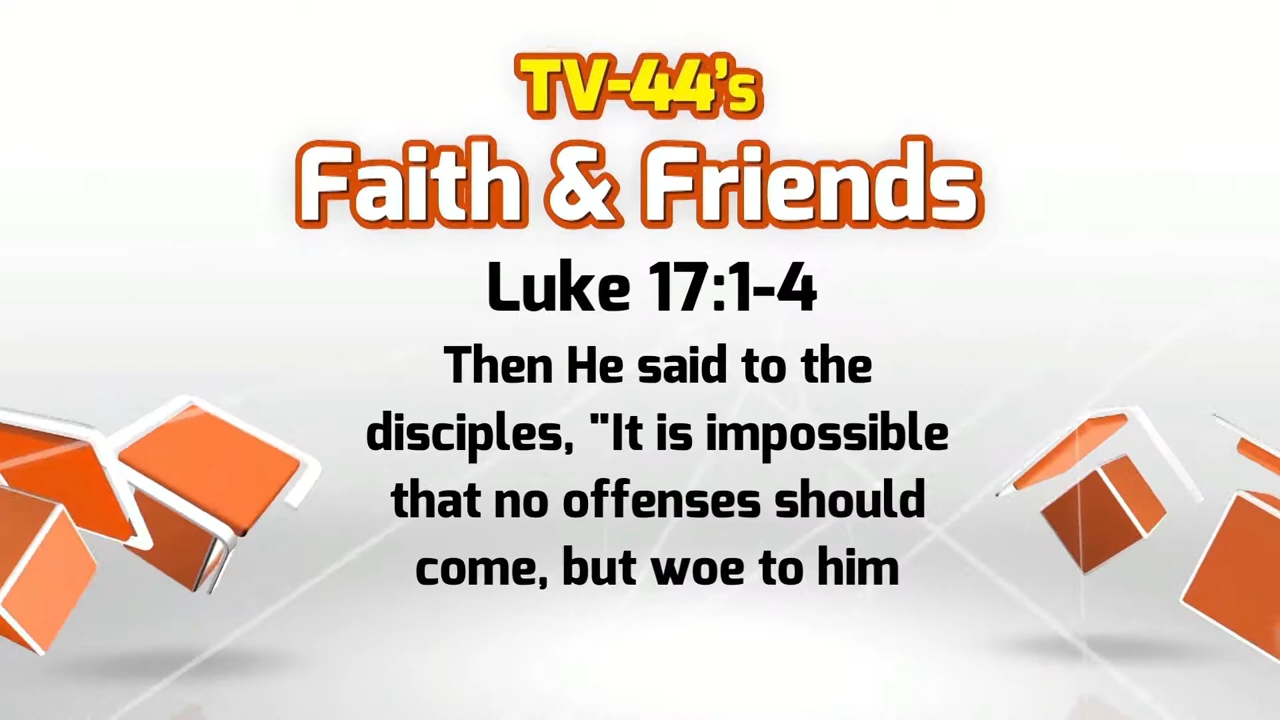 TV-44's
Faith & Friends
Luke 17:1-4
Then He said to the
disciples, "It is impossible
that no offenses should
come, but woe to him